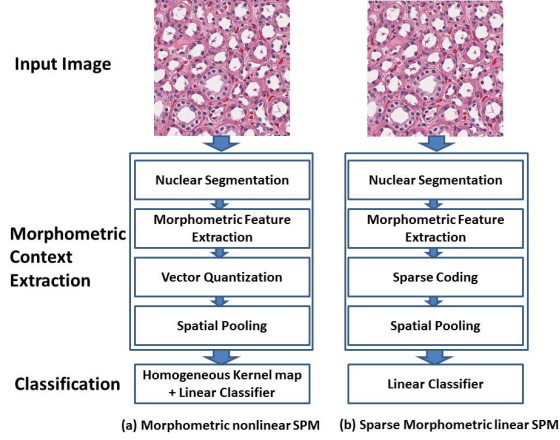 Input Image
Nuclear Segmentation
Morphometric Feature
Extraction
Vector Quantization
Spatial Pooling
Nuclear Segmentation
Morphometric Feature
Extraction
Sparse Coding
Spatial Pooling
Morphometric
Context
Extraction
Classification
Homogeneous Kernel map
+ Linear Classifier
Linear Classifier
(a) Morphometric nonlinear SPM
(b) Sparse Morphometric linear SPM